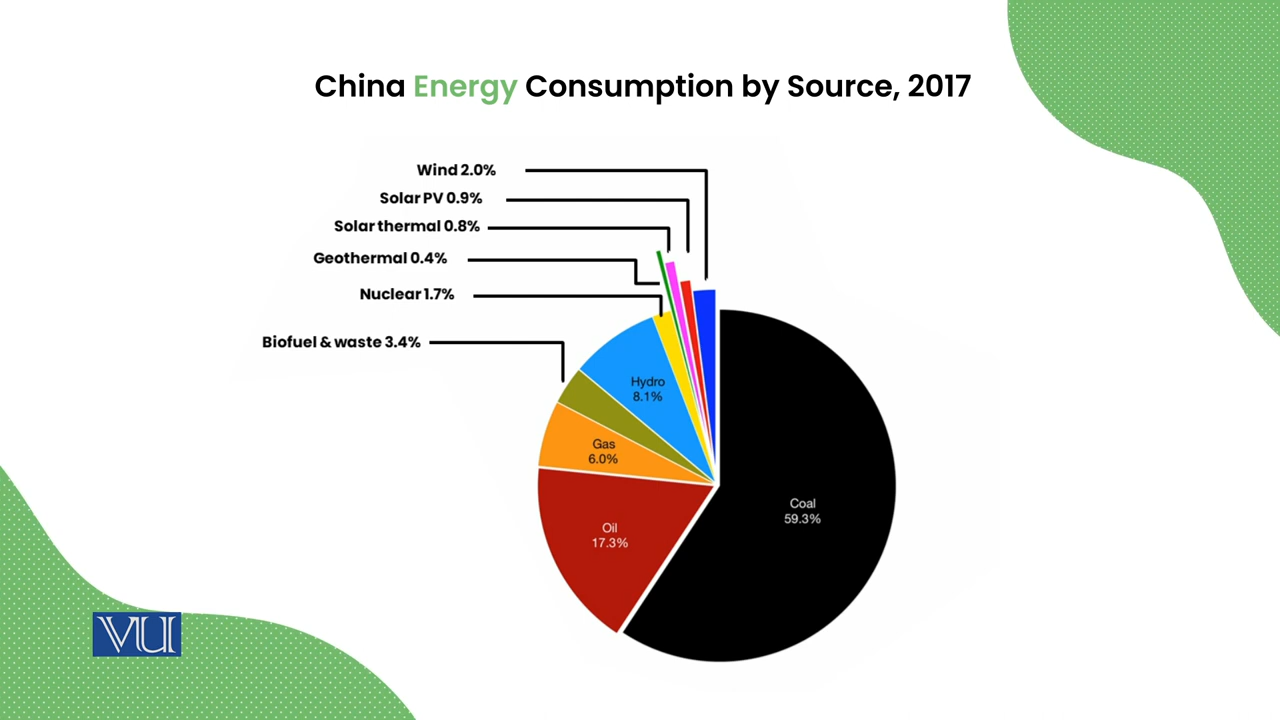 China Energy Consumption by Source, 2017
Wind 2.0%
Solar PV 0.9%
Solar thermal 0.8%
Geothermal 0.4%
Nuclear 1.7%
Biofuel & waste 3.4%
Hydro
8.1%
Gas
6.0%
Coal
59.3%
Oil
17.3%
VU